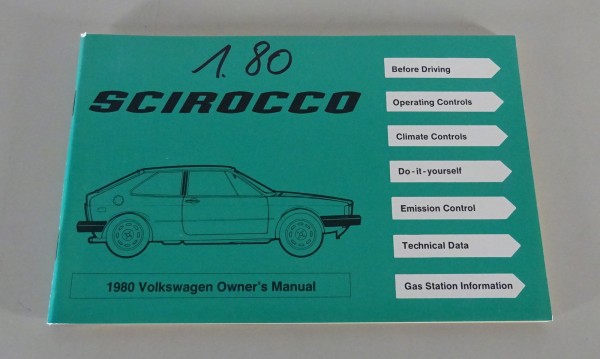 1.80
SCIROCCO
1980 Volkswagen Owner's Manual
Before Driving
Operating Controls
Climate Controls
Do-it-yourself
Emission Control
Technical Data
Gas Station Information